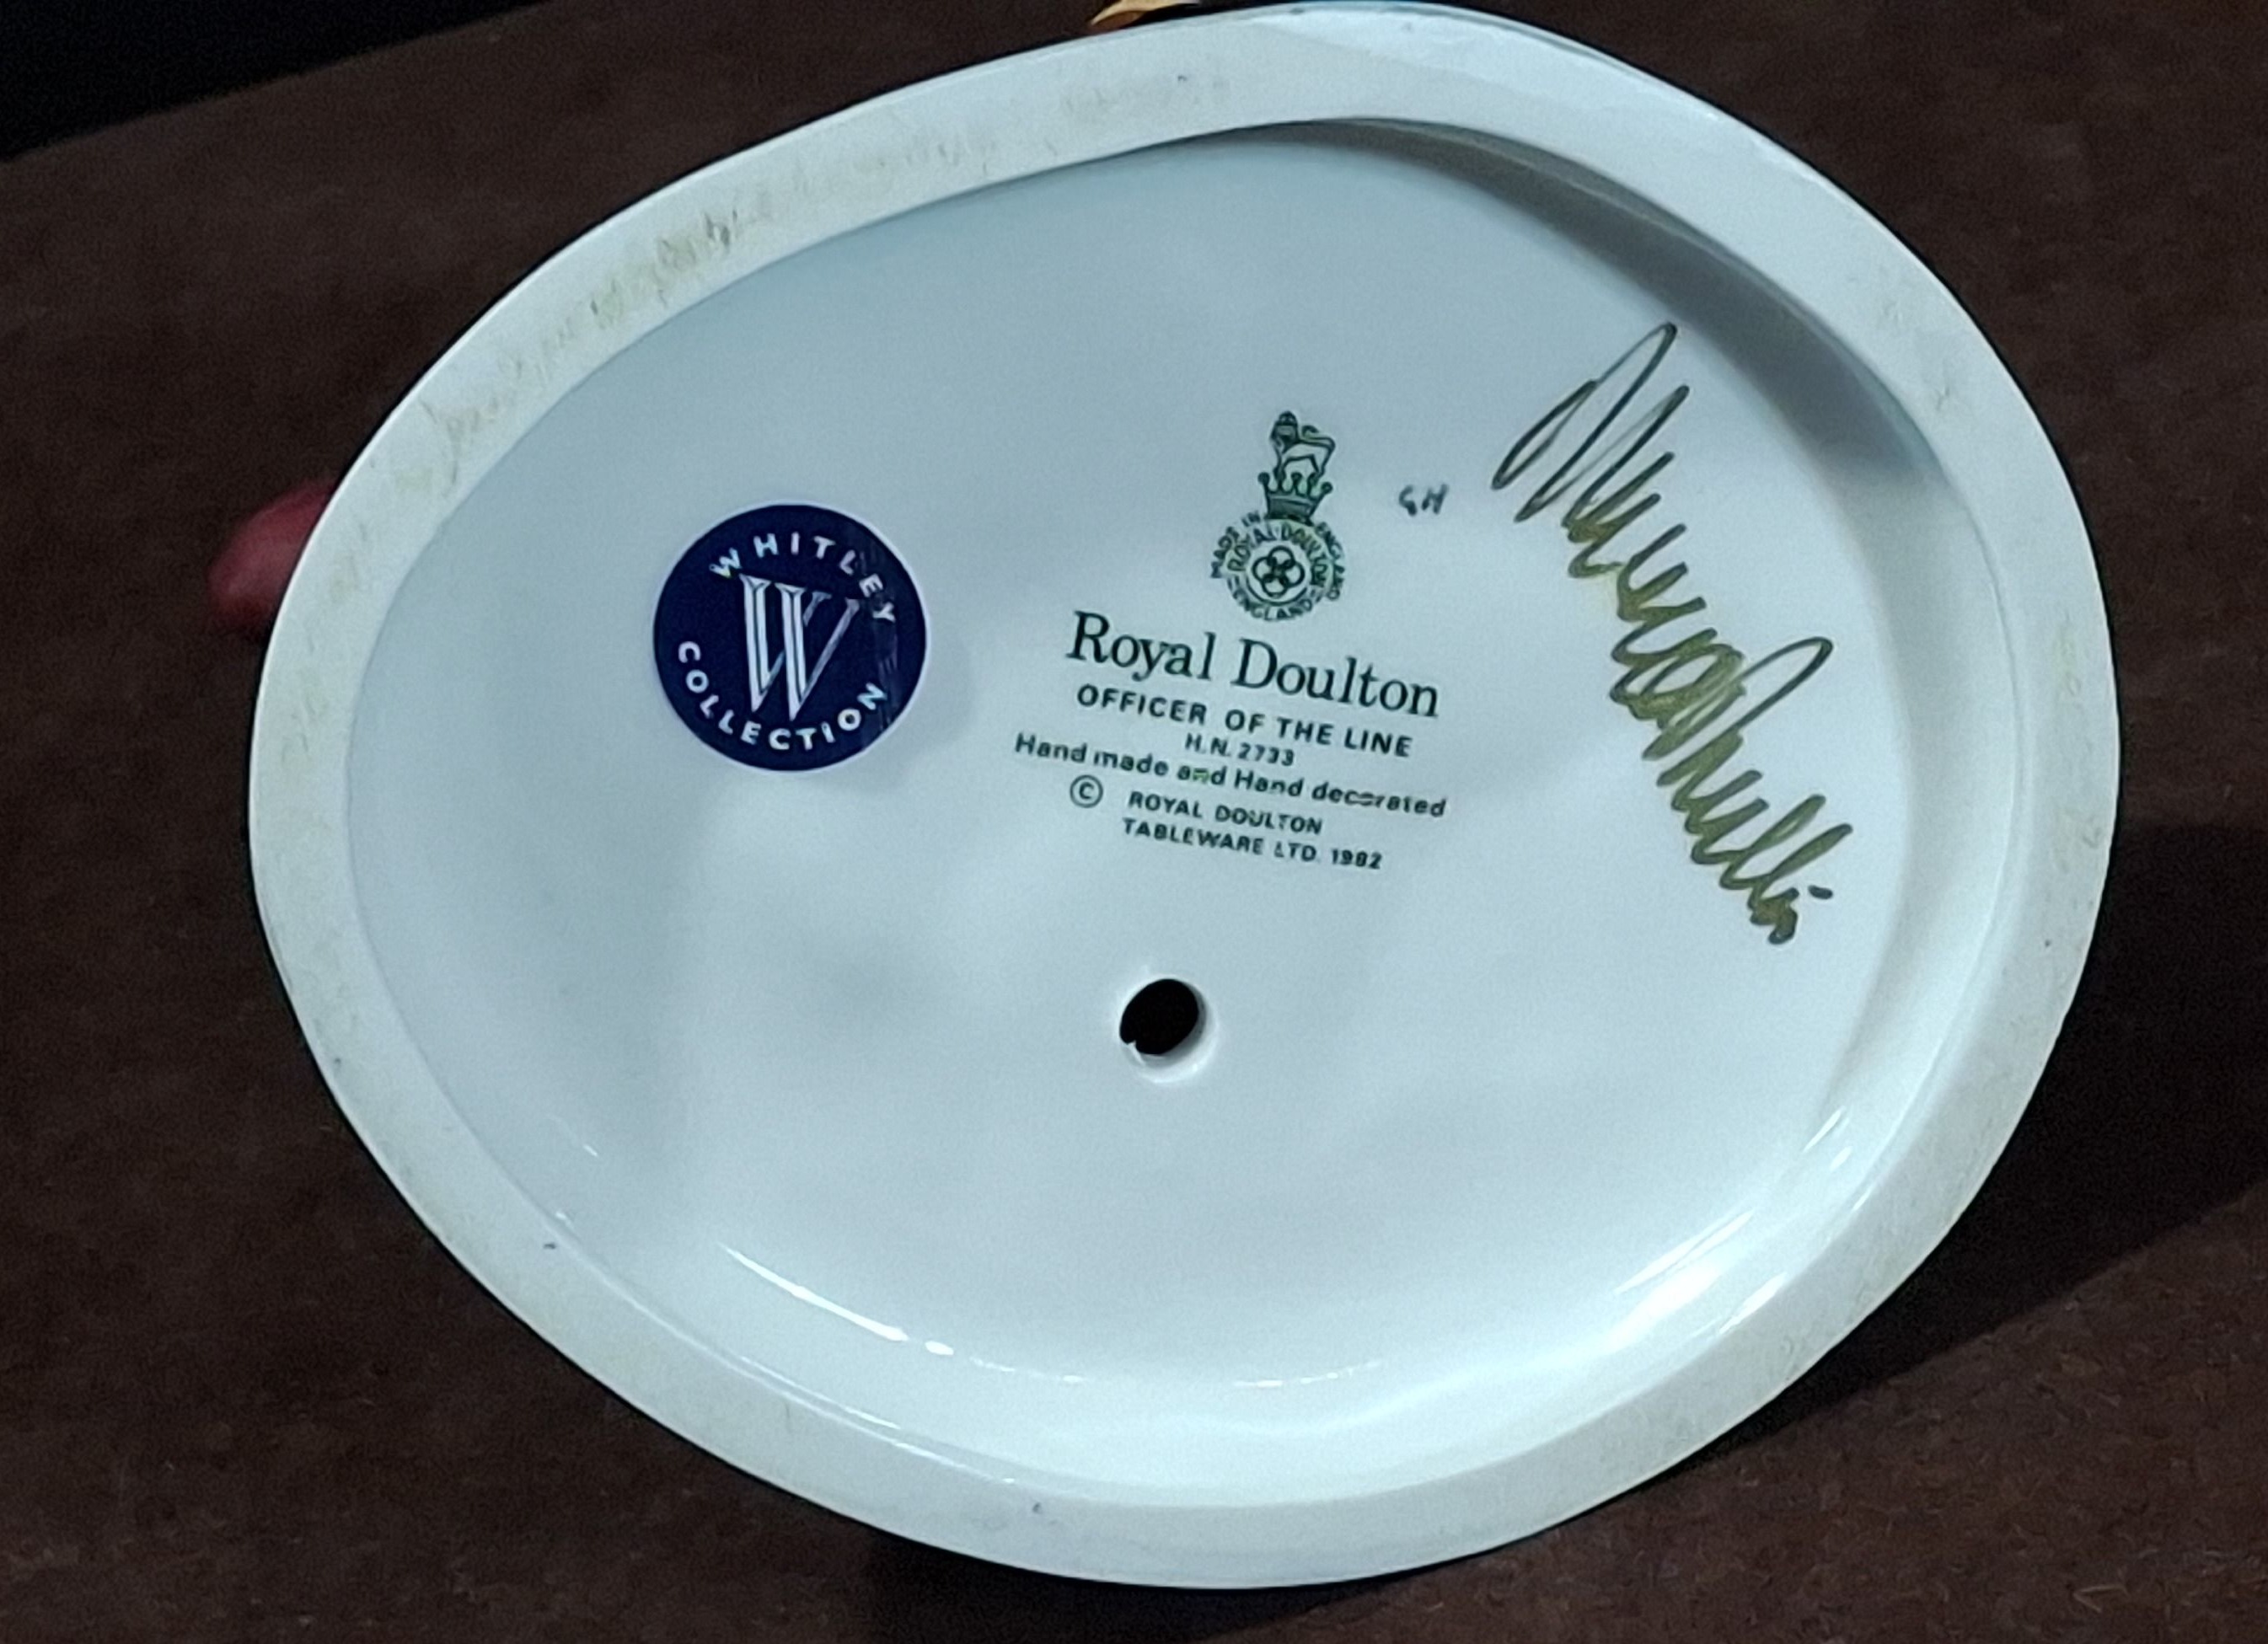 WHITLEY
W
COLLECTION
MADE IN ENGLAND
ROYAL DOULTON
ENGLAND
GH
Royal Doulton
OFFICER OF THE LINE
H.N. 2733
Hand made and Hand decorated
© ROYAL DOULTON
TABLEWARE LTD. 1982